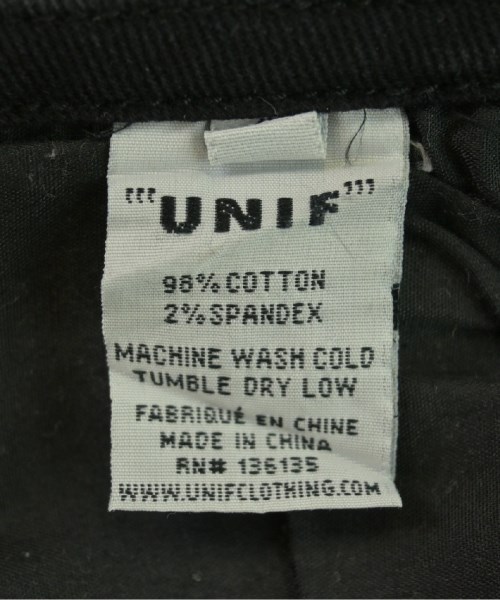 "'UNIF'"
98% COTTON
2% SPANDEX
MACHINE WASH COLD
TUMBLE DRY LOW
FABRIQUÉ EN CHINE
MADE IN CHINA
RN# 136135
WWW.UNIFCLOTHING.COM